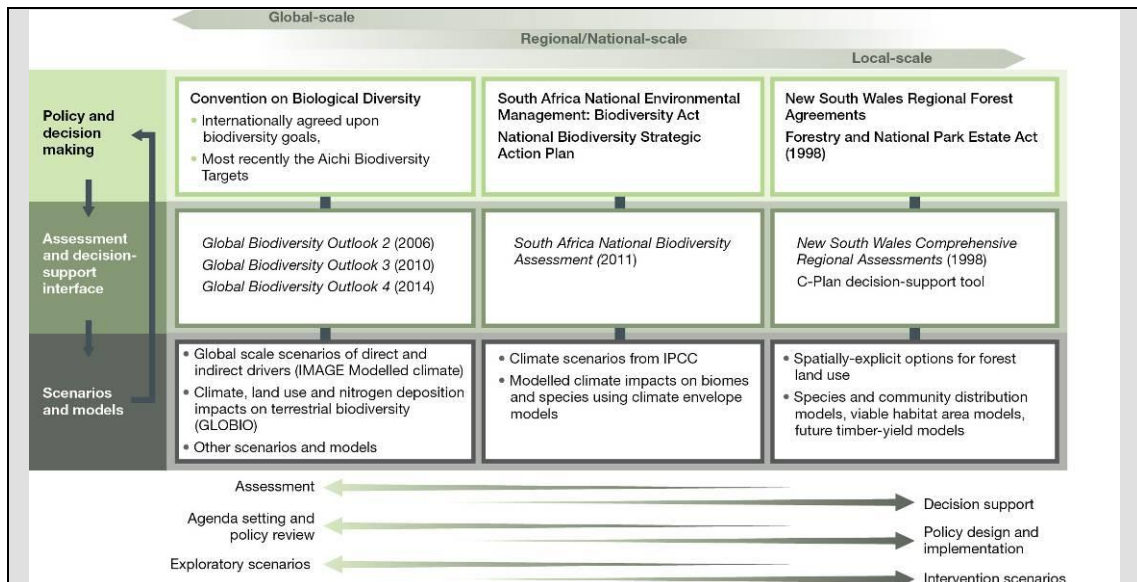 Global-scale
Regional/National-scale
Local-scale
Policy and
decision
making
Convention on Biological Diversity
• Internationally agreed upon
biodiversity goals,
• Most recently the Aichi Biodiversity
Targets
South Africa National Environmental
Management: Biodiversity Act
National Biodiversity Strategic
Action Plan
New South Wales Regional Forest
Agreements
Forestry and National Park Estate Act
(1998)
Assessment
and decision-
support
interface
Global Biodiversity Outlook 2 (2006)
Global Biodiversity Outlook 3 (2010)
Global Biodiversity Outlook 4 (2014)
South Africa National Biodiversity
Assessment (2011)
New South Wales Comprehensive
Regional Assessments (1998)
C-Plan decision-support tool
Scenarios
and models
• Global scale scenarios of direct and
indirect drivers (IMAGE Modelled climate)
• Climate, land use and nitrogen deposition
impacts on terrestrial biodiversity
(GLOBIO)
• Other scenarios and models
• Climate scenarios from IPCC
• Modelled climate impacts on biomes
and species using climate envelope
models
• Spatially-explicit options for forest
land use
• Species and community distribution
models, viable habitat area models,
future timber-yield models
Assessment
Decision support
Agenda setting and
policy review
Policy design and
implementation
Exploratory scenarios
Intervention scenarios